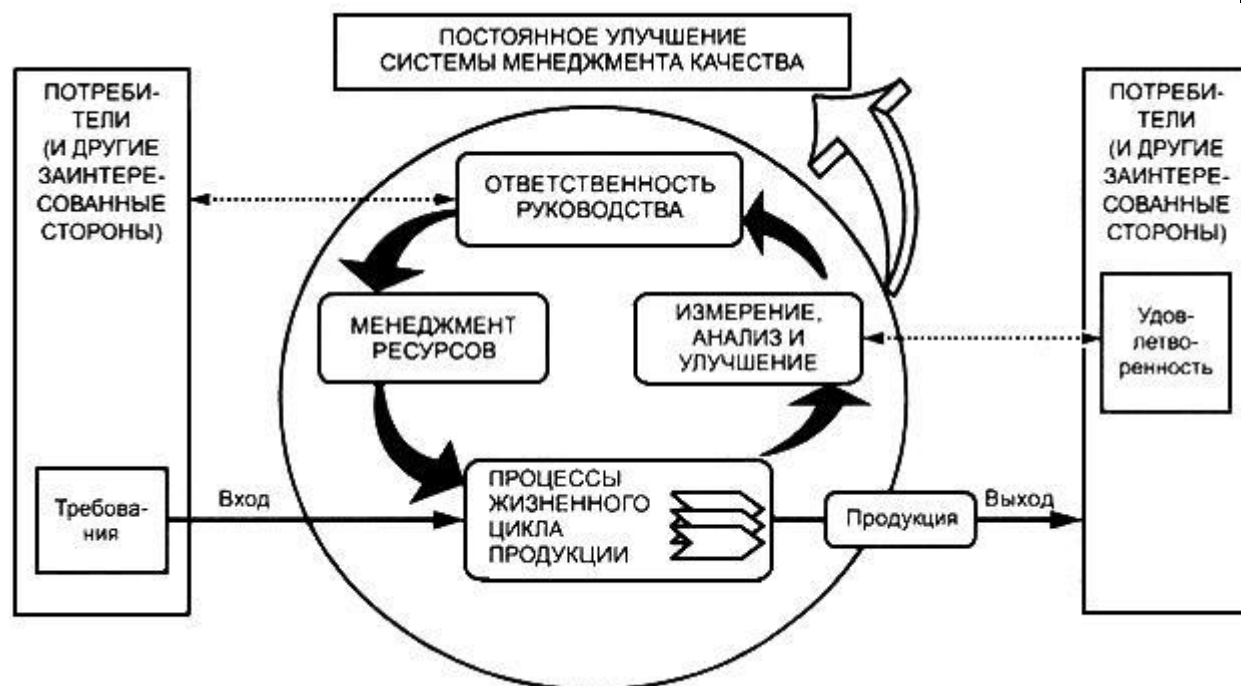 ПОСТОЯННОЕ УЛУЧШЕНИЕ
СИСТЕМЫ МЕНЕДЖМЕНТА КАЧЕСТВА
ПОТРЕБИ-
ТЕЛИ
(И ДРУГИЕ
ЗАИНТЕРЕ-
СОВАННЫЕ
СТОРОНЫ)
Требова-
ния
Вход
ОТВЕТСТВЕННОСТЬ
РУКОВОДСТВА
МЕНЕДЖМЕНТ
РЕСУРСОВ
ИЗМЕРЕНИЕ,
АНАЛИЗ И
УЛУЧШЕНИЕ
ПРОЦЕССЫ
ЖИЗНЕННОГО
ЦИКЛА
ПРОДУКЦИИ
Продукция
Выход
ПОТРЕБИ-
ТЕЛИ
(И ДРУГИЕ
ЗАИНТЕРЕ-
СОВАННЫЕ
СТОРОНЫ)
Удов-
летво-
ренность